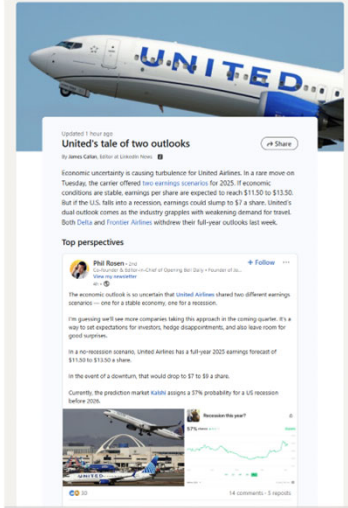 UNITED
Updated 1 hour ago
United's tale of two outlooks
Share
By James Cohan, Editor at LinkedIn News
Economic uncertainty is causing turbulence for United Airlines. In a rare move on
Tuesday, the carrier offered two earnings scenarios for 2025. If economic
conditions are stable, earnings per share are expected to reach $11.50 to $13.50.
But if the U.S. falls into a recession, earnings could slump to $7 a share. United's
dual outlook comes as the industry grapples with weakening demand for travel.
Both Delta and Frontier Airlines withdrew their full-year outlooks last week.
Top perspectives
Phil Rosen • 2nd
+ Follow
Co-founder & Editor-in-Chief of Opening Bell Daily • Founder of Jo...
View my newsletter
The economic outlook is so uncertain that United Airlines shared two different earnings
scenarios — one for a stable economy, one for a recession.
I'm guessing we'll see more companies taking this approach in the coming quarter. It's a
way to set expectations for investors, hedge disappointments, and also leave room for
good surprises.
In a no-recession scenario, United Airlines has a full-year 2025 earnings forecast of
$11.50 to $13.50 a share.
In the event of a downturn, that would drop to $7 to $9 a share.
Currently, the prediction market Kalshi assigns a 57% probability for a US recession
before 2026.
UNITED
Recession this year?
57%
14 comments • 3 reposts